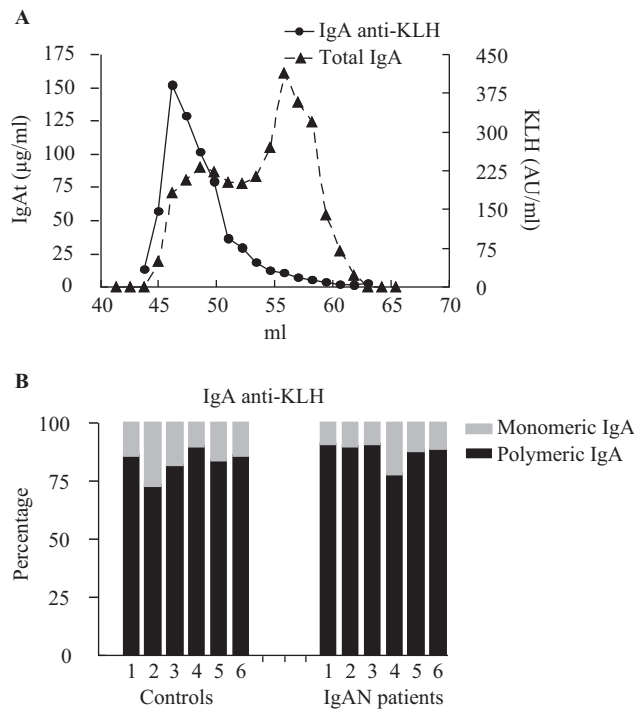 A
IgA anti-KLH
Total IgA
175
150
125
100
75
50
25
0
IgAt (μg/ml)
450
375
300
225
150
75
0
KLH (AU/ml)
40 45 50 55 60 65 70
ml
B
IgA anti-KLH
100
75
50
25
0
Percentage
Monomeric IgA
Polymeric IgA
1 2 3 4 5 6 1 2 3 4 5 6
Controls IgAN patients